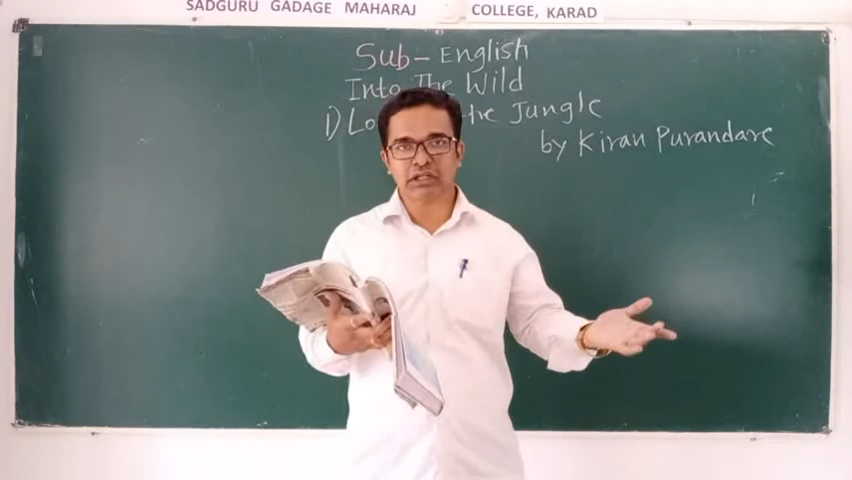 SADGURU GADAGE MAHARAJ COLLEGE, KARAD
Sub - English
Into The Wild
1) Lo the Jungle
by Kiran Purandare